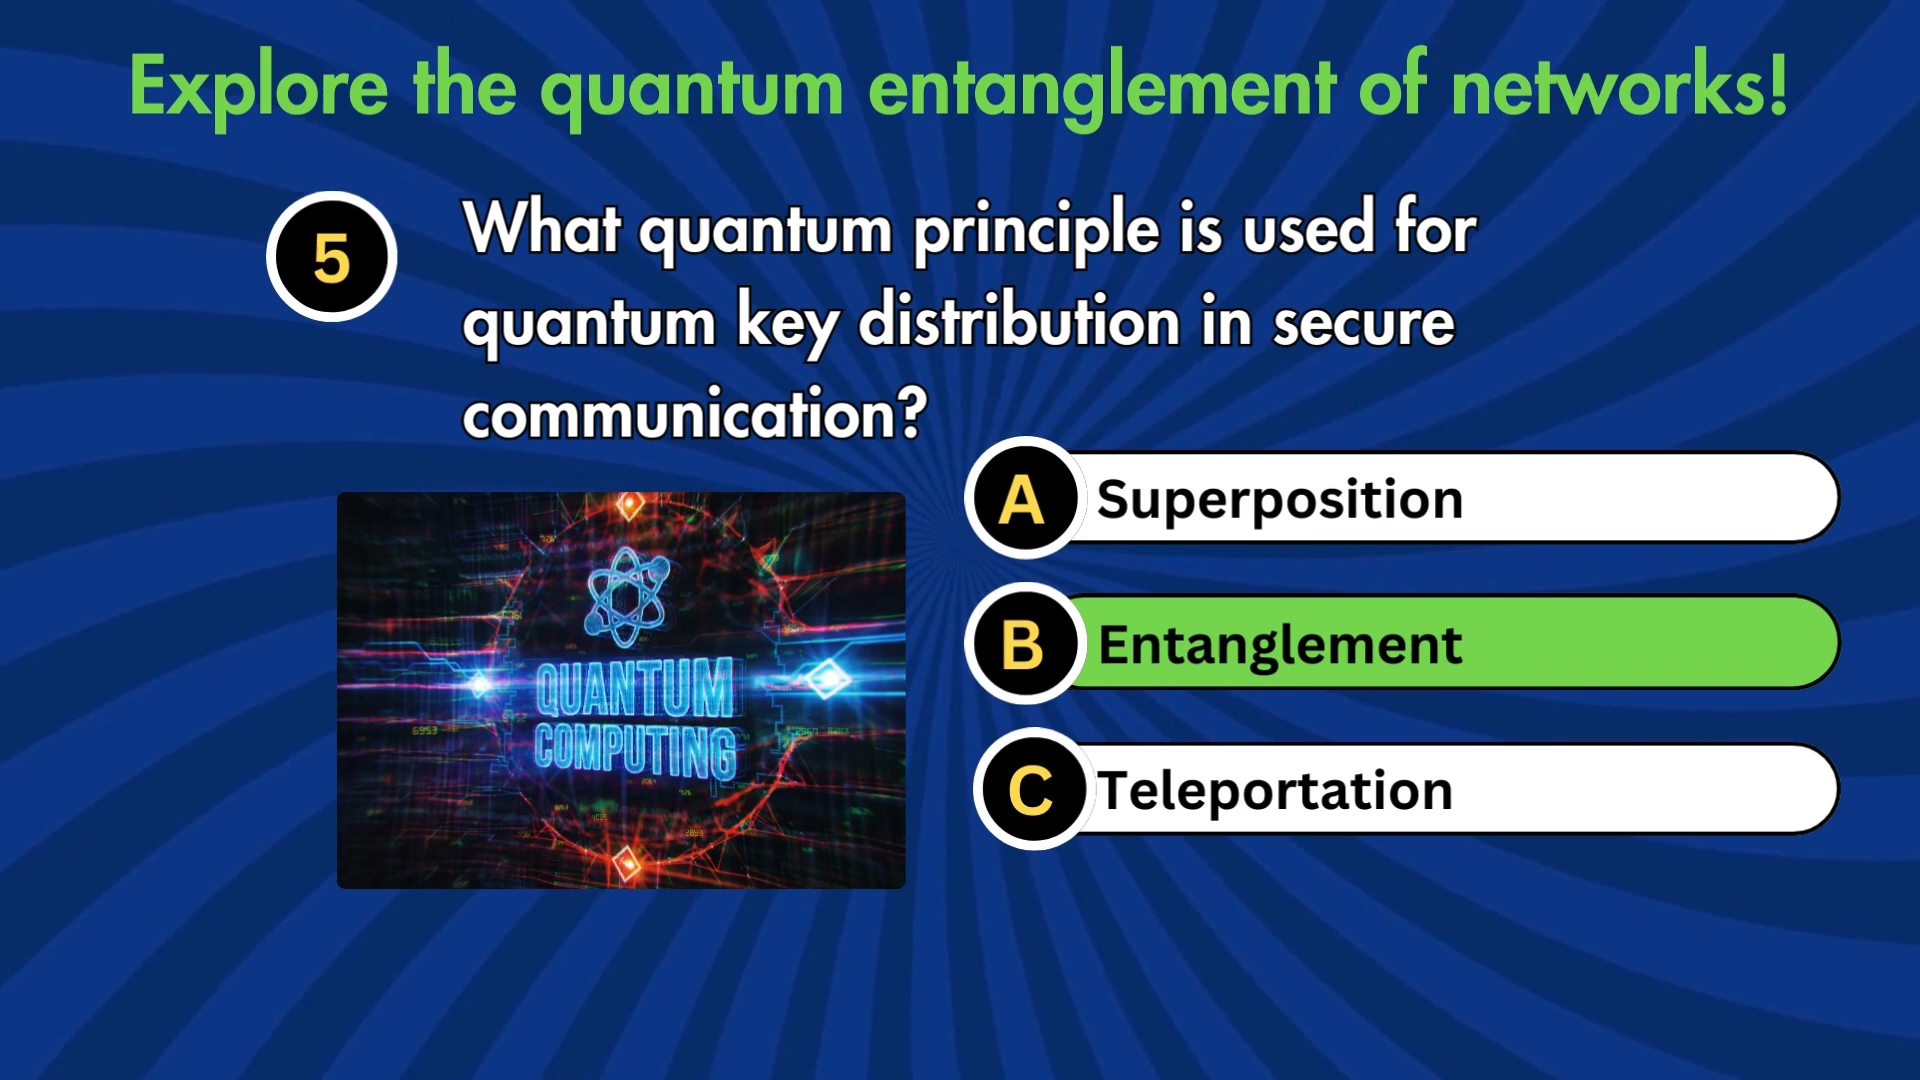 Explore the quantum entanglement of networks!
5
What quantum principle is used for
quantum key distribution in secure
communication?
QUANTUM
COMPUTING
6953
A
Superposition
B
Entanglement
C
Teleportation